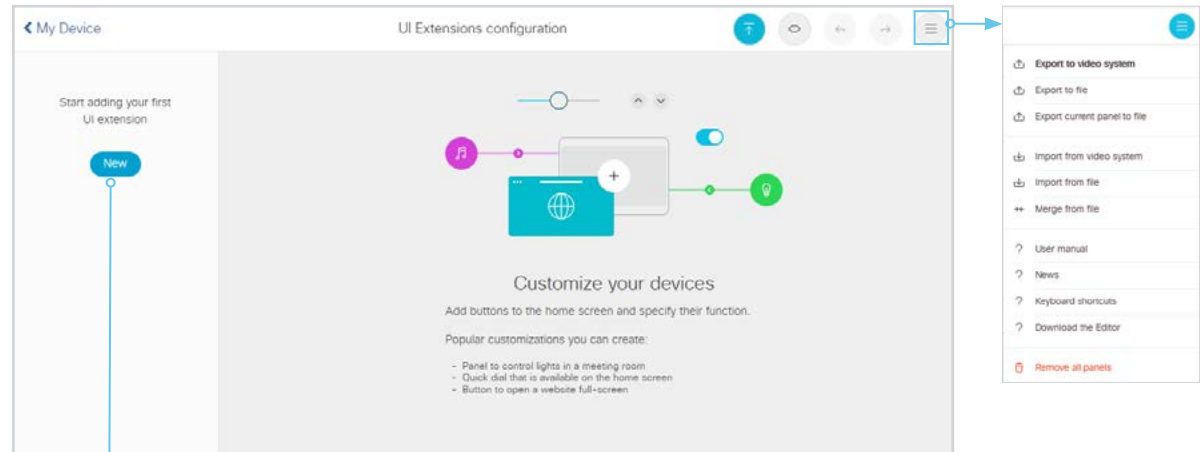 My Device
UI Extensions configuration
Start adding your first
UI extension
New
Customize your devices
Add buttons to the home screen and specify their function.
Popular customizations you can create:
- Panel to control lights in a meeting room
- Quick dial that is available on the home screen
- Button to open a website full-screen
Export to video system
Export to file
Export current panel to file
Import from video system
Import from file
Merge from file
? User manual
? News
? Keyboard shortcuts
? Download the Editor
Remove all panels